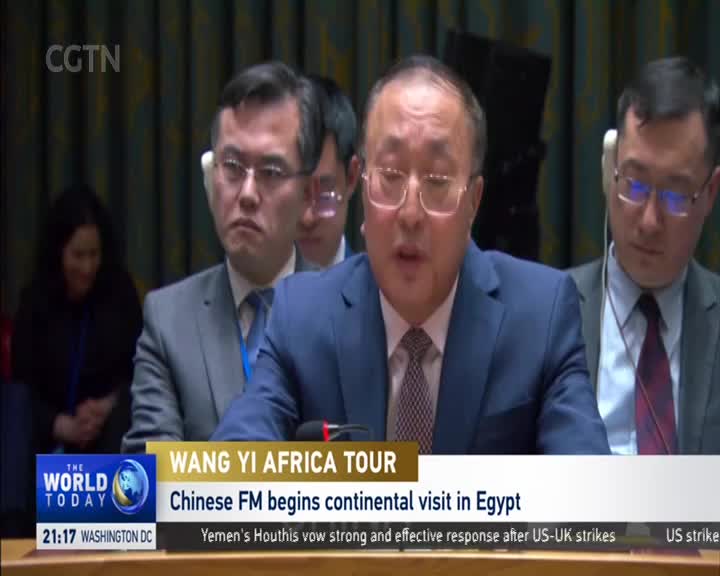 CGTN
WANG YI AFRICA TOUR
THE
WORLD
TODAY
Chinese FM begins continental visit in Egypt
21:17 WASHINGTON DC
Yemen's Houthis vow strong and effective response after US-UK strikes
US strike